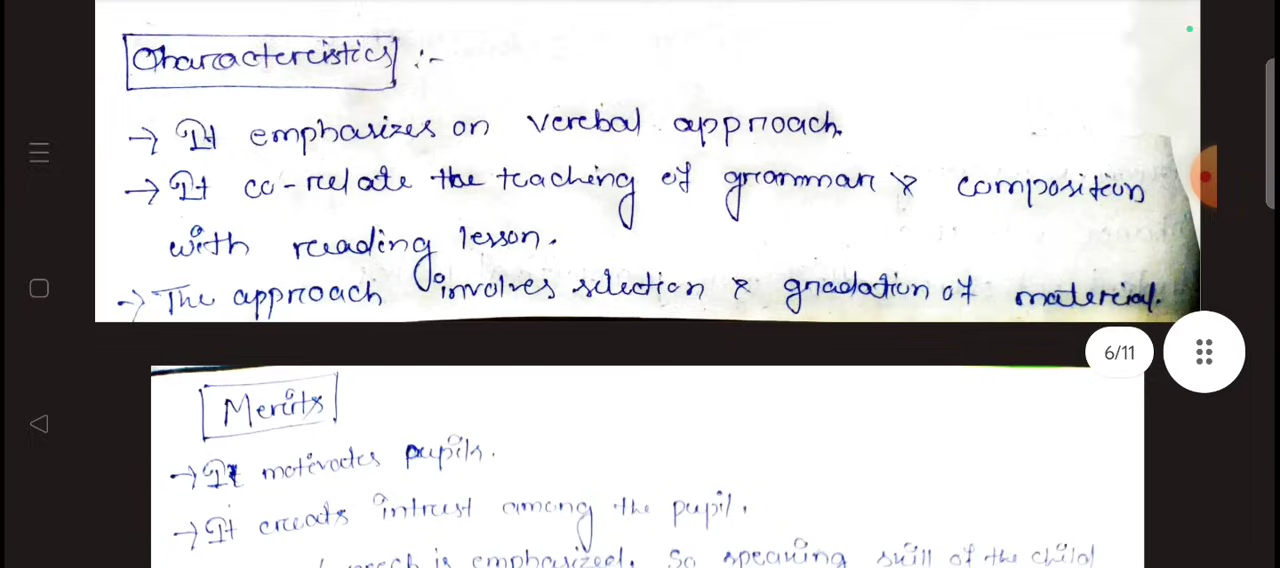 Characteristics :-
→ It emphasizes on verbal approach.
→ It co-relate the teaching of grammar & composition
with reading lesson.
→ The approach involves selection & gradation of material.
6/11
Merits
→ It motivates pupils.
→ It creats intrest among the pupil.
is emphasized. So speaking skill of the child